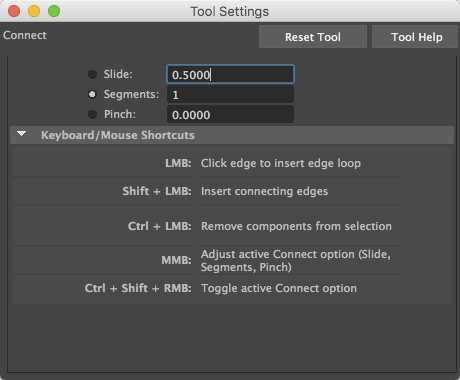 Tool Settings
Connect
Reset Tool
Tool Help
Slide: 0.5000
Segments: 1
Pinch: 0.0000
Keyboard/Mouse Shortcuts
LMB: Click edge to insert edge loop
Shift + LMB: Insert connecting edges
Ctrl + LMB: Remove components from selection
MMB: Adjust active Connect option (Slide,
Segments, Pinch)
Ctrl + Shift + RMB: Toggle active Connect option